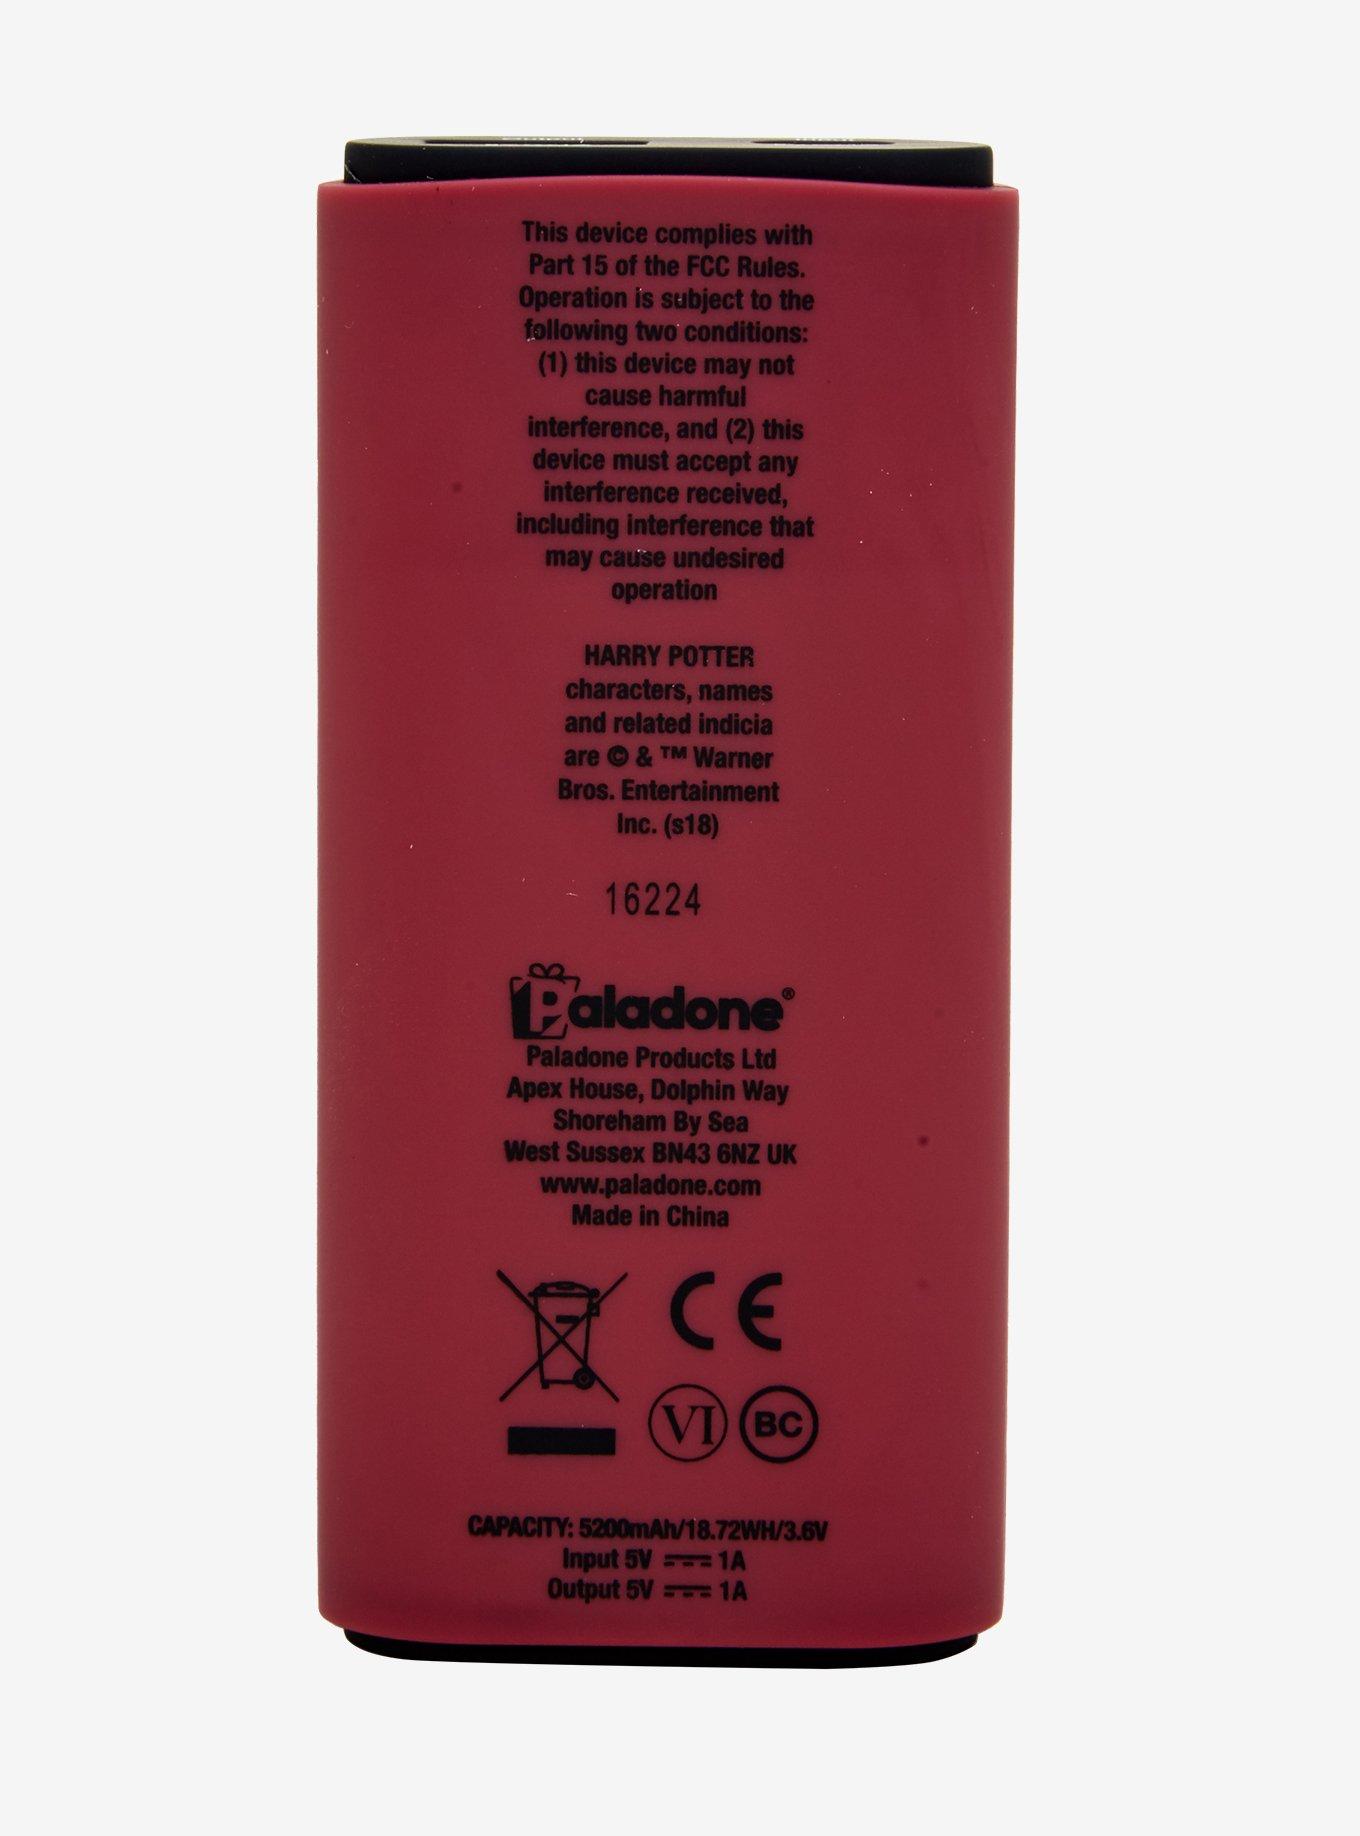 This device complies with
Part 15 of the FCC Rules.
Operation is subject to the
following two conditions:
(1) this device may not
cause harmful
interference, and (2) this
device must accept any
interference received,
including interference that
may cause undesired
operation
HARRY POTTER
characters, names
and related indicia
are © & ™ Warner
Bros. Entertainment
Inc. (s18)
16224
Paladone®
Paladone Products Ltd
Apex House, Dolphin Way
Shoreham By Sea
West Sussex BN43 6NZ UK
www.paladone.com
Made in China
CE
VI BC
CAPACITY: 5200mAh/18.72WH/3.6V
Input 5V ⎓ 1A
Output 5V ⎓ 1A